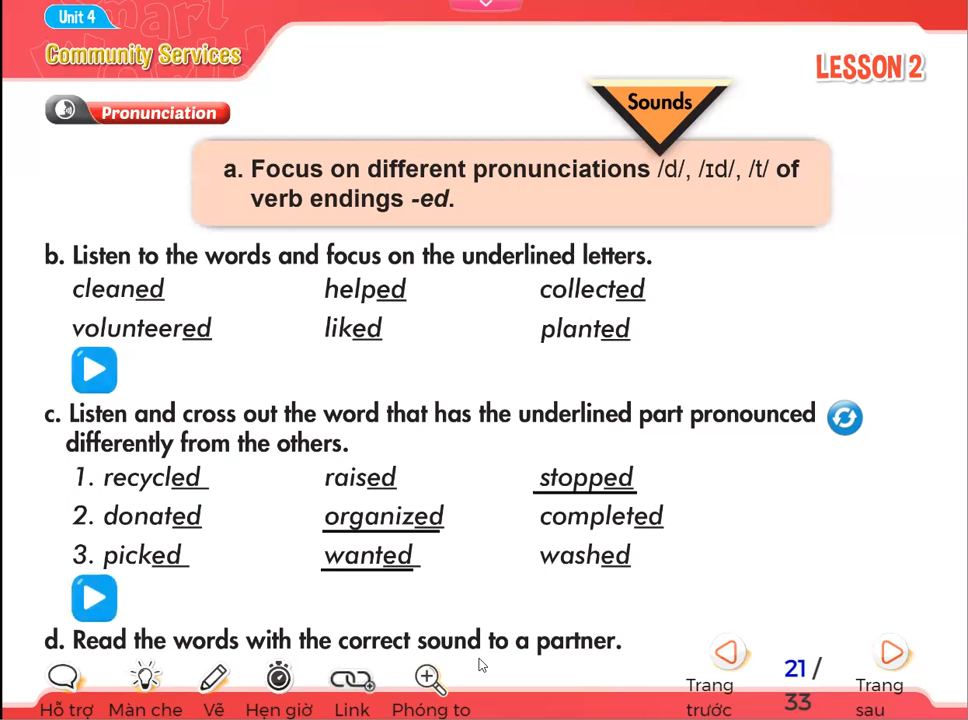 Unit 4
Community Services
LESSON 2
Pronunciation
Sounds
a. Focus on different pronunciations /d/, /ɪd/, /t/ of
verb endings -ed.
b. Listen to the words and focus on the underlined letters.
cleaned helped collected
volunteered liked planted
c. Listen and cross out the word that has the underlined part pronounced
differently from the others.
1. recycled raised stopped
2. donated organized completed
3. picked wanted washed
d. Read the words with the correct sound to a partner.
Hỗ trợ Màn che Vẽ Hẹn giờ Link Phóng to
Trang
trước
21 /
33
Trang
sau